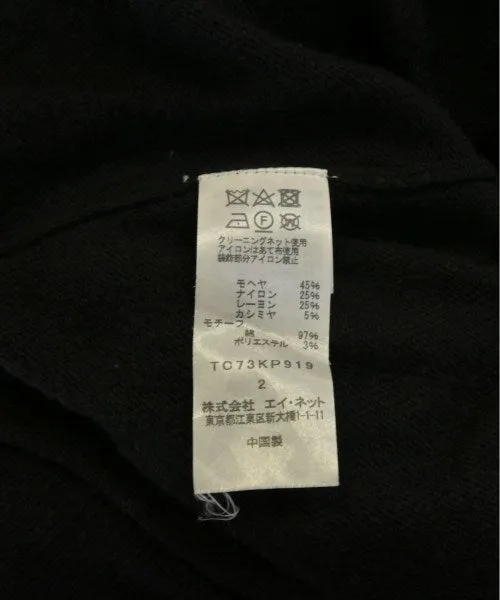 F
クリーニングネット使用
アイロンはあて布使用
装飾部分アイロン不可
モヘヤ 45%
ナイロン 25%
レーヨン 25%
カシミヤ 5%
モチーフ
綿 97%
ポリエステル 3%
TC73KP919
2
株式会社 エイ・ネット
東京都江東区新大橋1-1-11
中国製